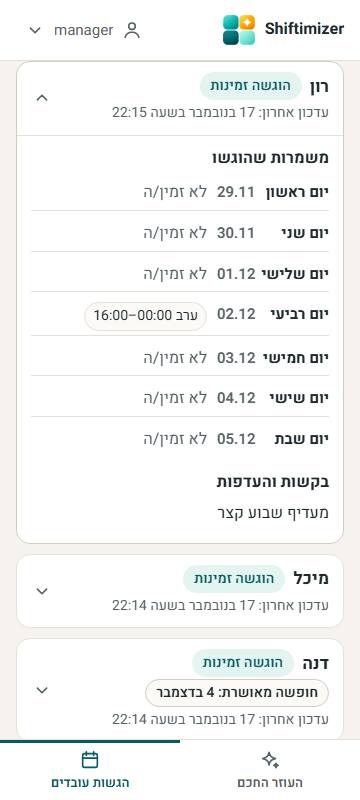 Shiftimizer
manager
רון הוגשה זמינות
עדכון אחרון: 17 בנובמבר בשעה 22:15
משמרות שהוגשו
יום ראשון 29.11 לא זמין/ה
יום שני 30.11 לא זמין/ה
יום שלישי 01.12 לא זמין/ה
יום רביעי 02.12 ערב 16:00–00:00
יום חמישי 03.12 לא זמין/ה
יום שישי 04.12 לא זמין/ה
יום שבת 05.12 לא זמין/ה
בקשות והעדפות
מעדיף שבוע קצר
מיכל הוגשה זמינות
עדכון אחרון: 17 בנובמבר בשעה 22:14
דנה הוגשה זמינות
חופשה מאושרת: 4 בדצמבר
עדכון אחרון: 17 בנובמבר בשעה 22:14
העוזר החכם
הגשות עובדים